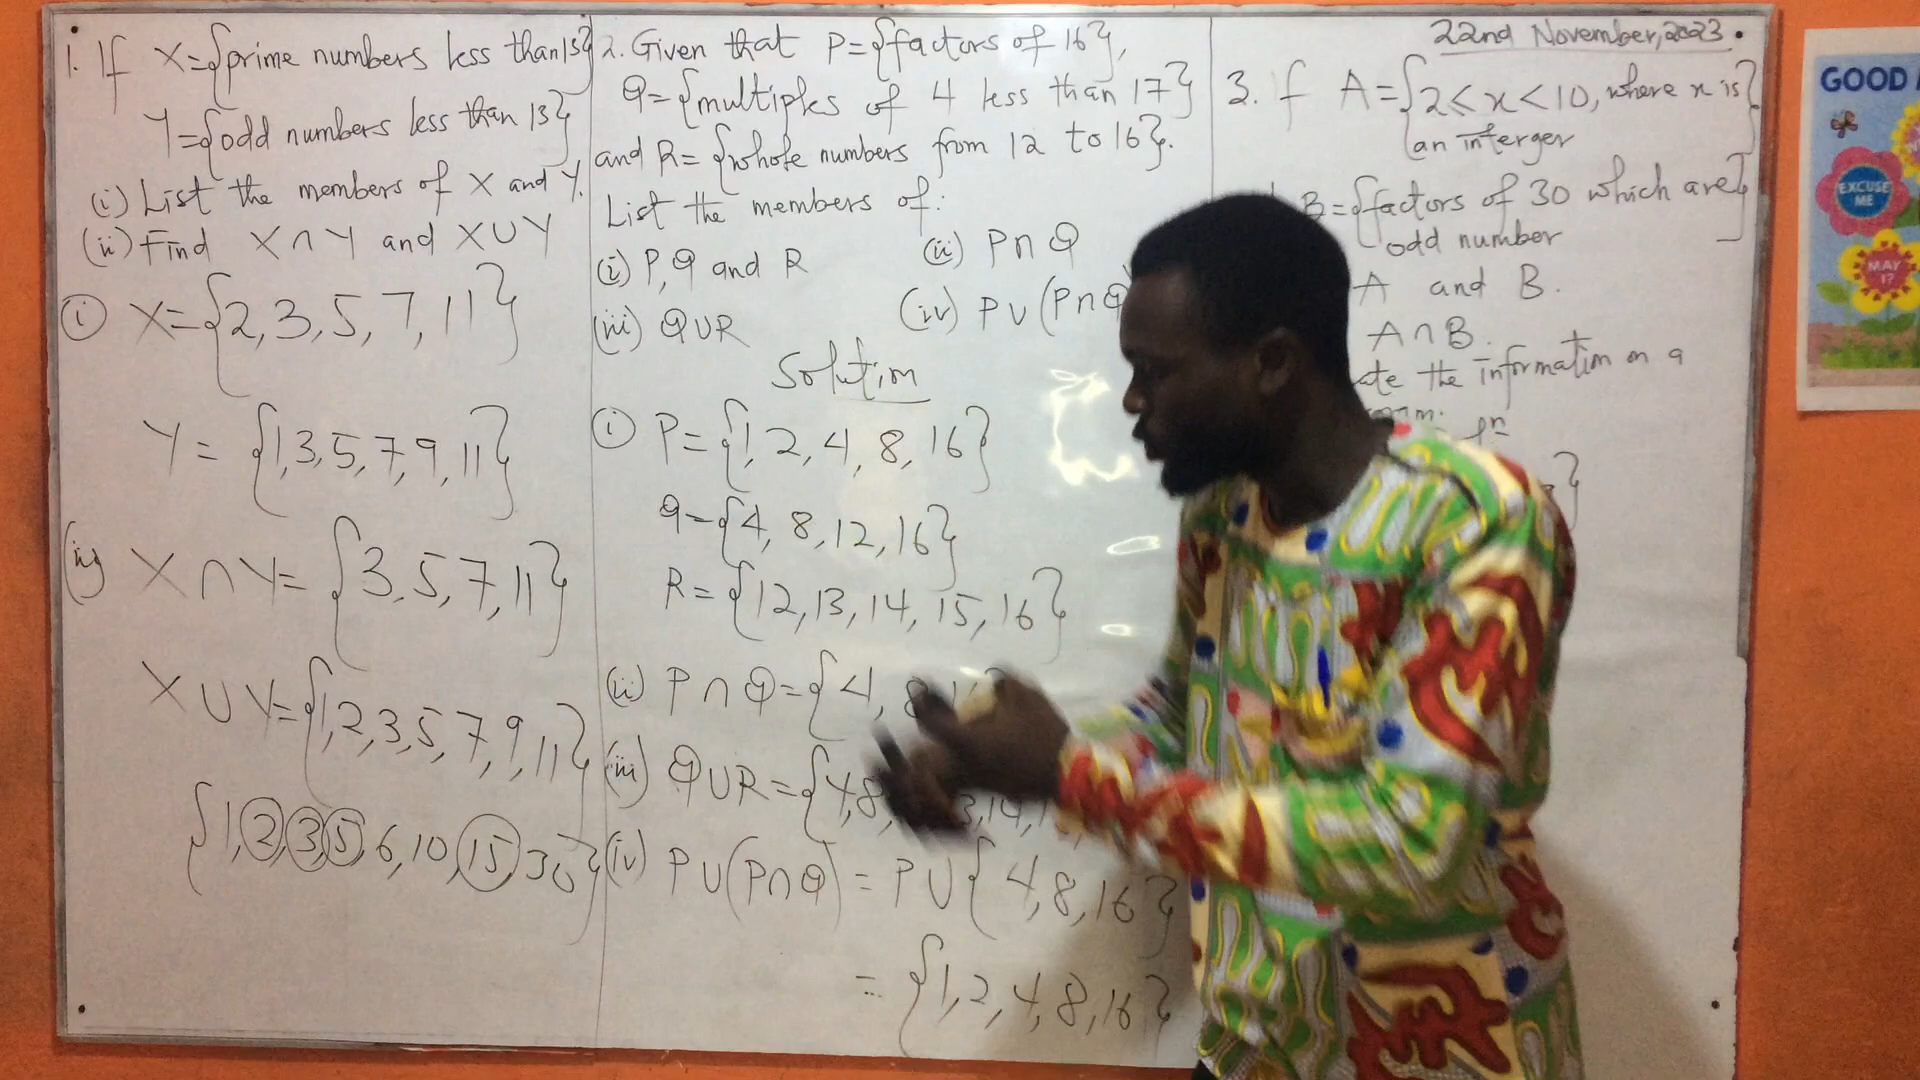 1. If X={prime numbers less than 13}
Y={odd numbers less than 13}
(i) List the members of X and Y.
(ii) Find X∩Y and X∪Y
(i) X={2,3,5,7,11}
Y={1,3,5,7,9,11}
(ii) X∩Y={3,5,7,11}
X∪Y={1,2,3,5,7,9,11}
{1,2,3,5,6,10,15,30}
2. Given that P={factors of 16},
Q={multiples of 4 less than 17}
and R={whole numbers from 12 to 16}.
List the members of:
(i) P,Q and R (ii) P∩Q
(iii) Q∪R (iv) P∪(P∩Q
Solution
(i) P={1,2,4,8,16}
Q={4,8,12,16}
R={12,13,14,15,16}
(ii) P∩Q={4,8
(iii) Q∪R={4,8, 3,14,
(iv) P∪(P∩Q)=P∪{4,8,16}
={1,2,4,8,16}
22nd November,2023.
3. If A={2<x<10, where x is
an interger}
B={factors of 30 which are
odd number}
A and B.
A∩B.
the information on a
GOOD
EXCUSE
ME
MAY
I?